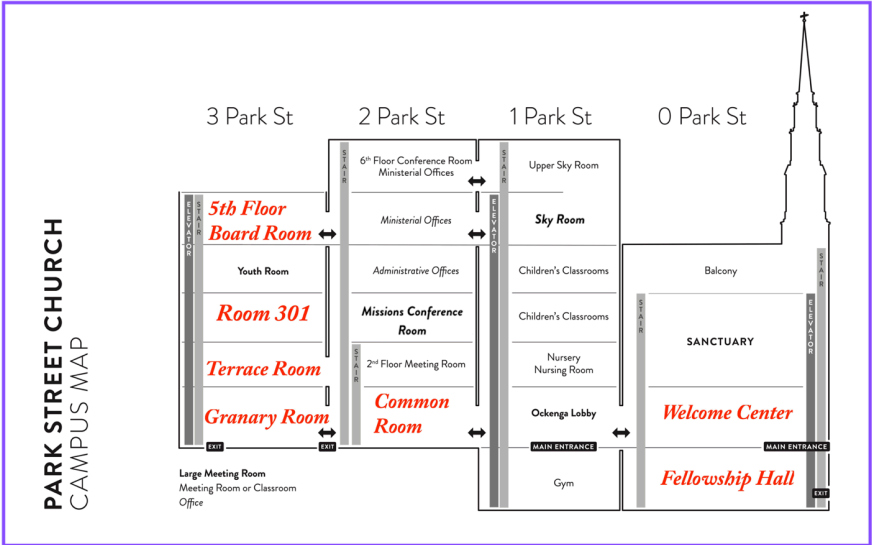 PARK STREET CHURCH
CAMPUS MAP
3 Park St
2 Park St
1 Park St
0 Park St
ELEVATOR
STAIR
5th Floor
Board Room
Youth Room
Room 301
Terrace Room
Granary Room
EXIT
EXIT
STAIR
6th Floor Conference Room
Ministerial Offices
Ministerial Offices
Administrative Offices
Missions Conference
Room
STAIR
2nd Floor Meeting Room
Common
Room
ELEVATOR
STAIR
Upper Sky Room
Sky Room
Children's Classrooms
Children's Classrooms
Nursery
Nursing Room
Ockenga Lobby
MAIN ENTRANCE
Gym
STAIR
Balcony
SANCTUARY
Welcome Center
MAIN ENTRANCE
Fellowship Hall
EXIT
ELEVATOR
STAIR
Large Meeting Room
Meeting Room or Classroom
Office